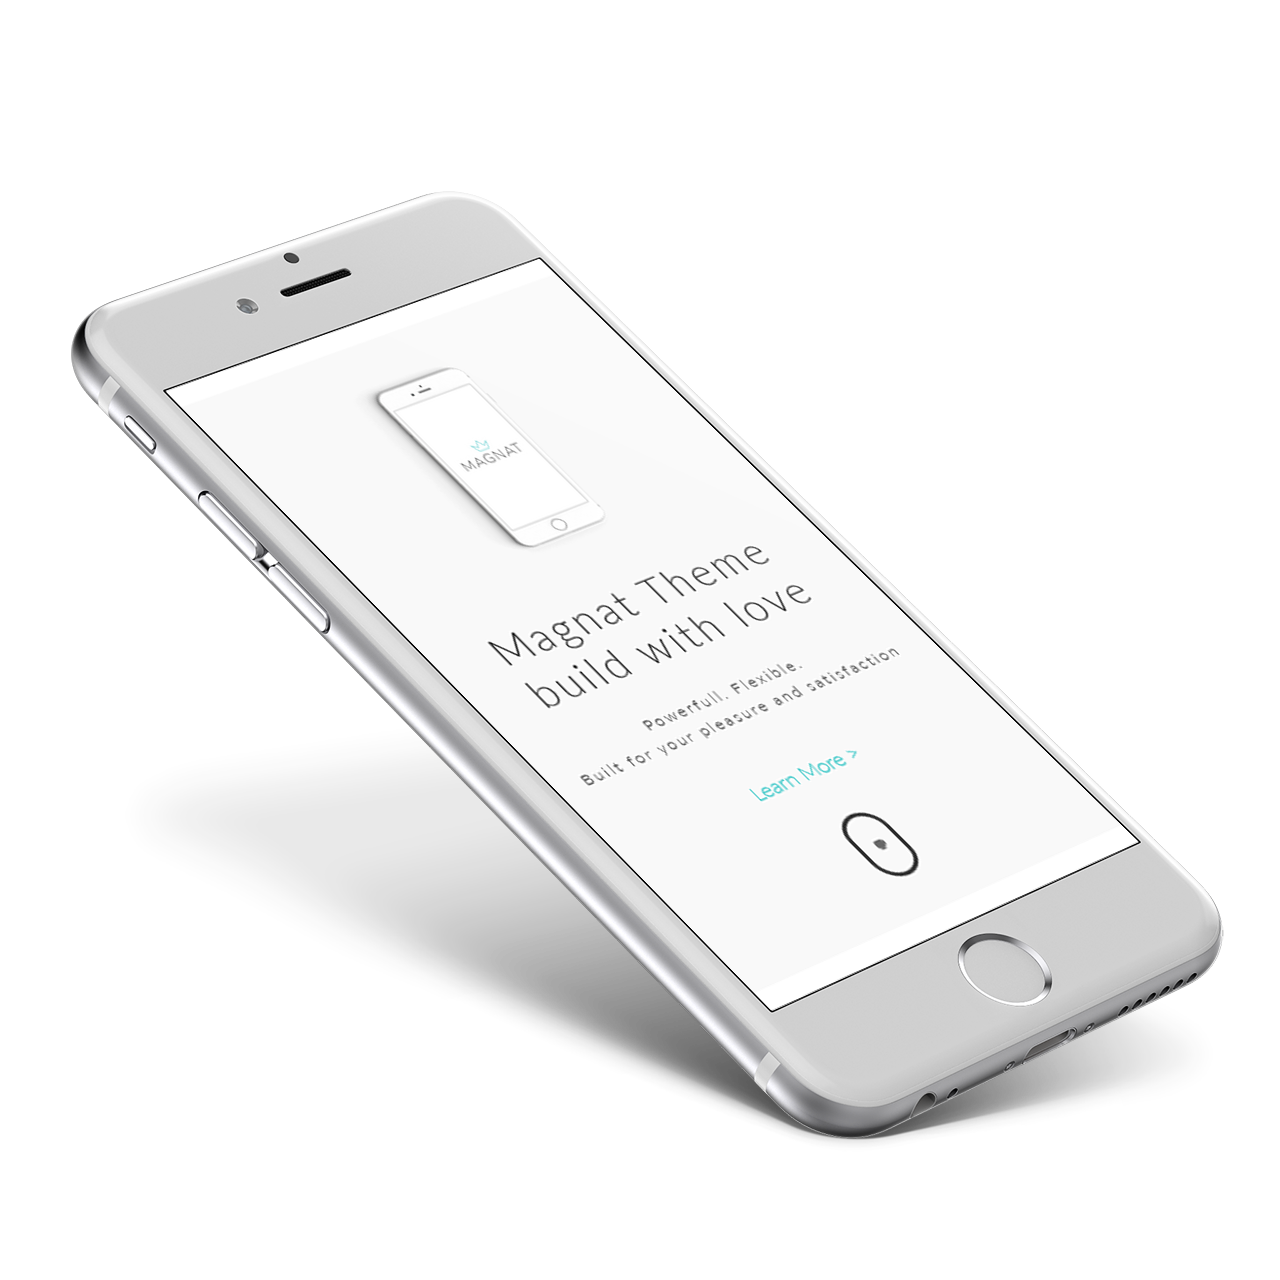 MAGNAT
Magnat Theme
build with love
Powerfull. Flexible.
Built for your pleasure and satisfaction
Learn More >